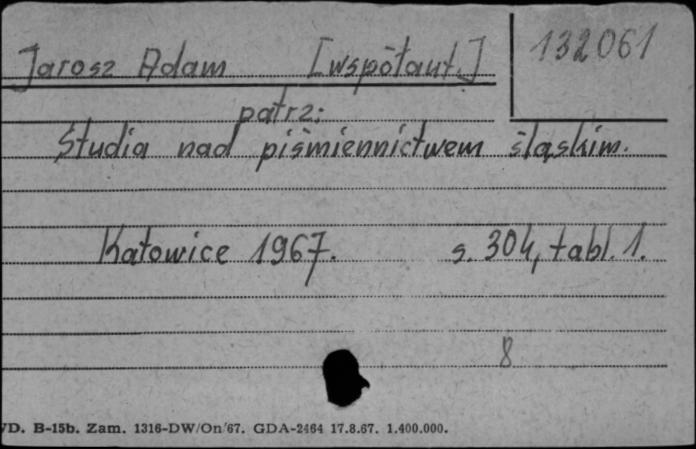 Jarosz Adam [współaut.] 132061
patrz:
Studia nad piśmiennictwem śląskim.
Katowice 1967. s. 304, tabl. 1.
8
VD. B-15b. Zam. 1316-DW/On/67. GDA-2464 17.8.67. 1.400.000.